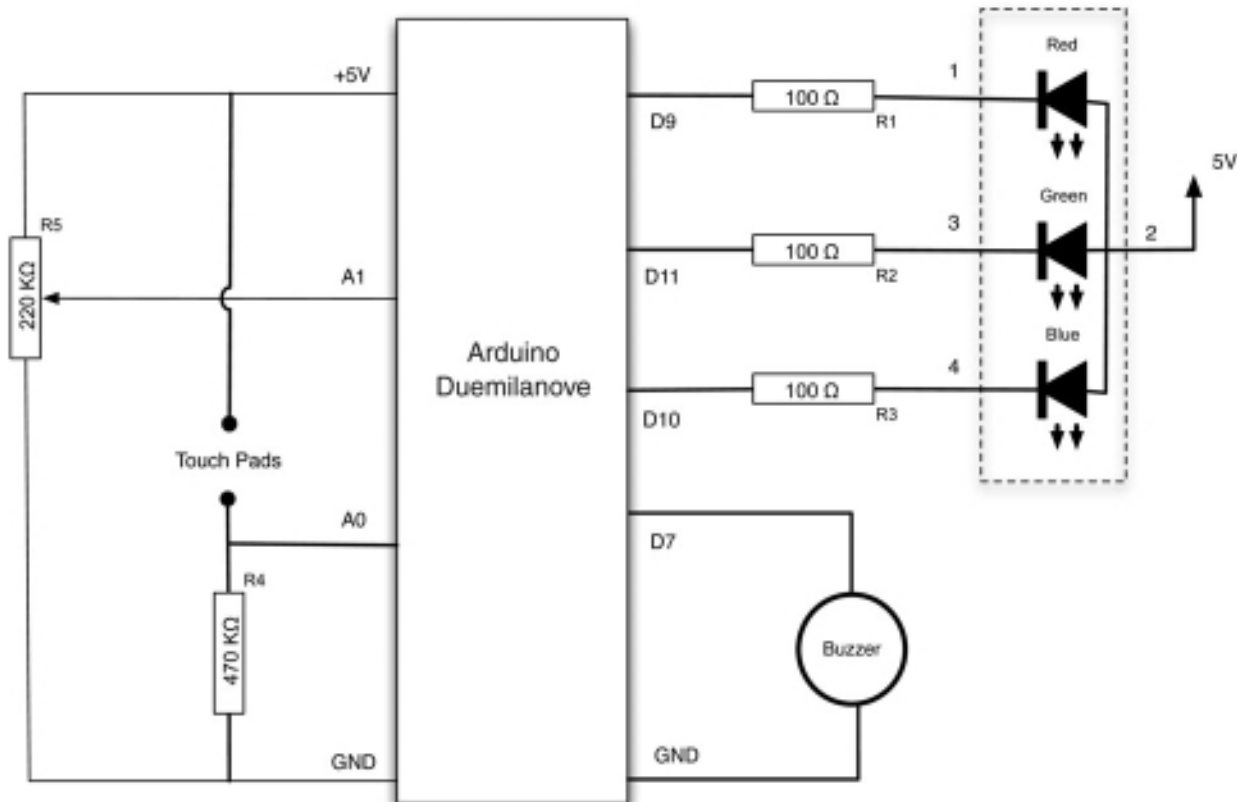 +5V
R5
220 KΩ
A1
Touch Pads
A0
R4
470 KΩ
GND
Arduino
Duemilanove
D9
100 Ω
R1
1
Red
D11
100 Ω
R2
3
Green
2
5V
D10
100 Ω
R3
4
Blue
D7
Buzzer
GND